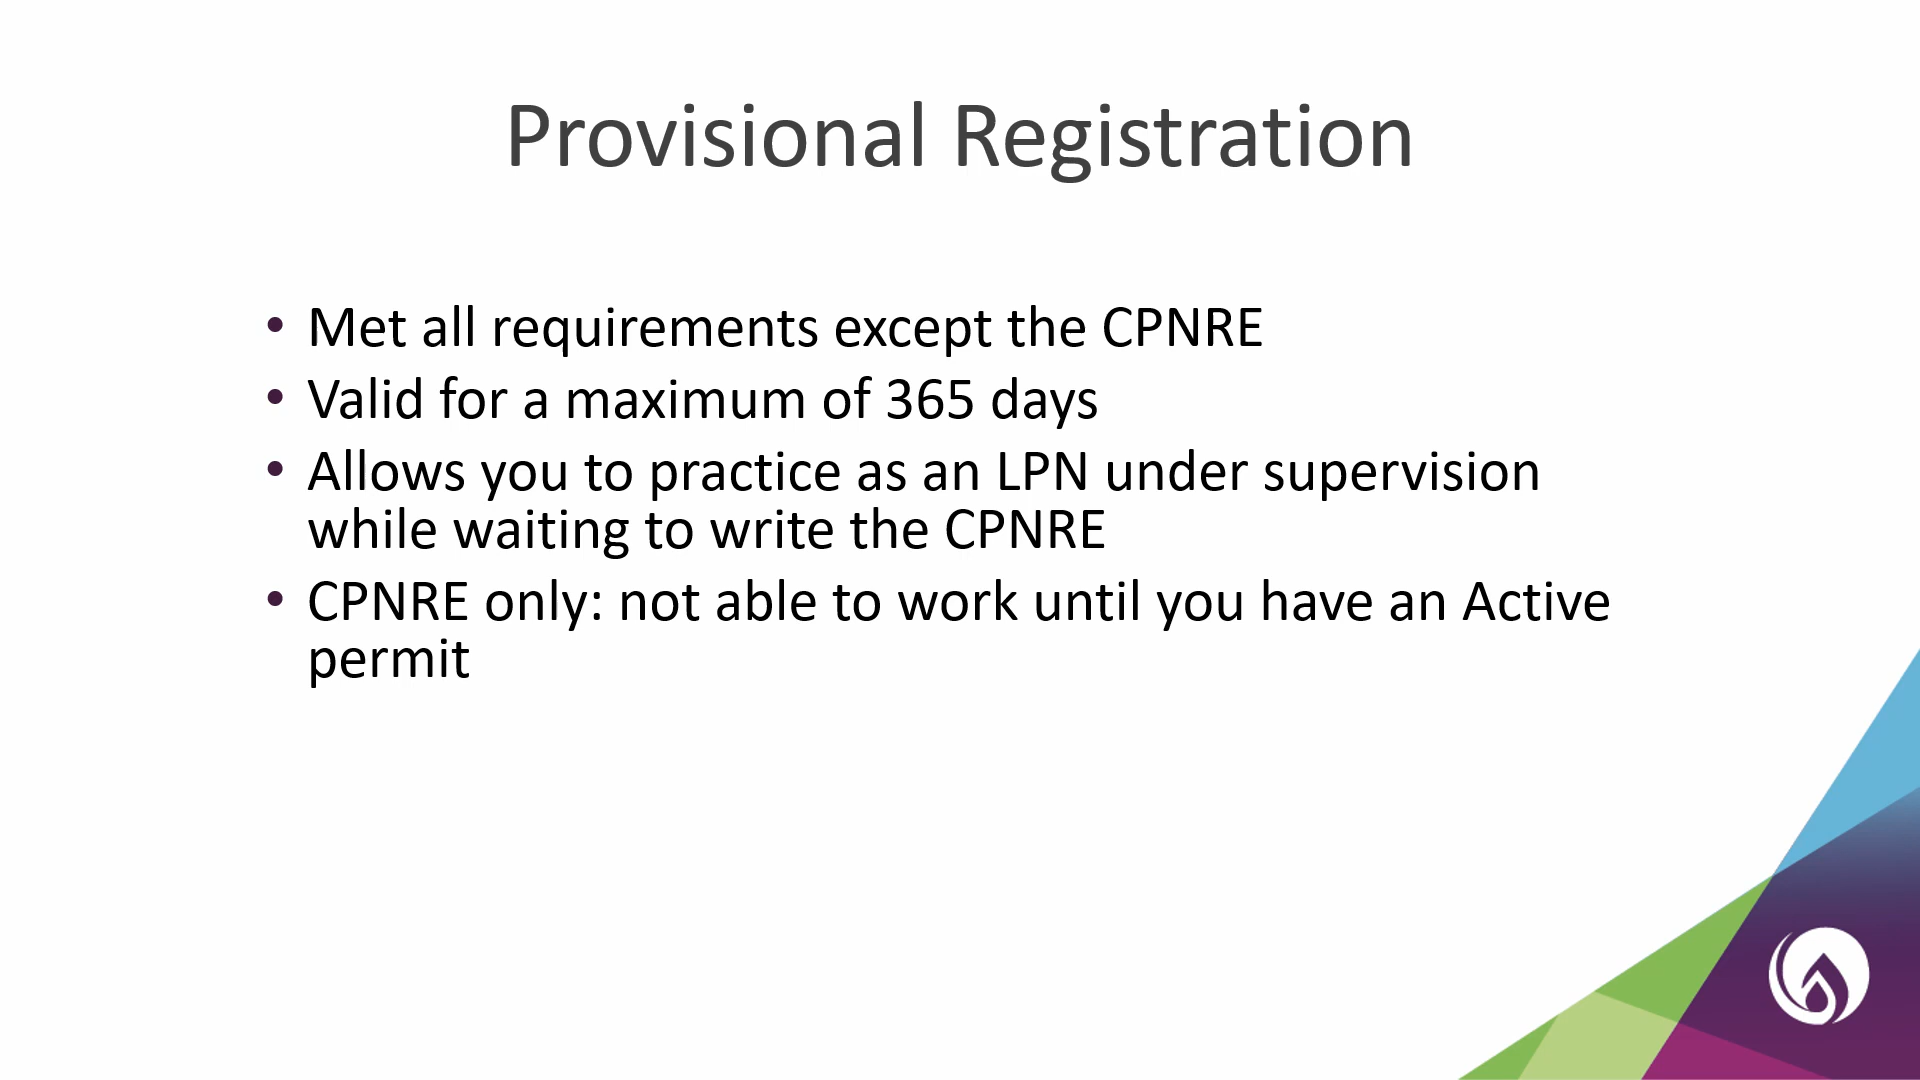 Provisional Registration
• Met all requirements except the CPNRE
• Valid for a maximum of 365 days
• Allows you to practice as an LPN under supervision
while waiting to write the CPNRE
• CPNRE only: not able to work until you have an Active
permit